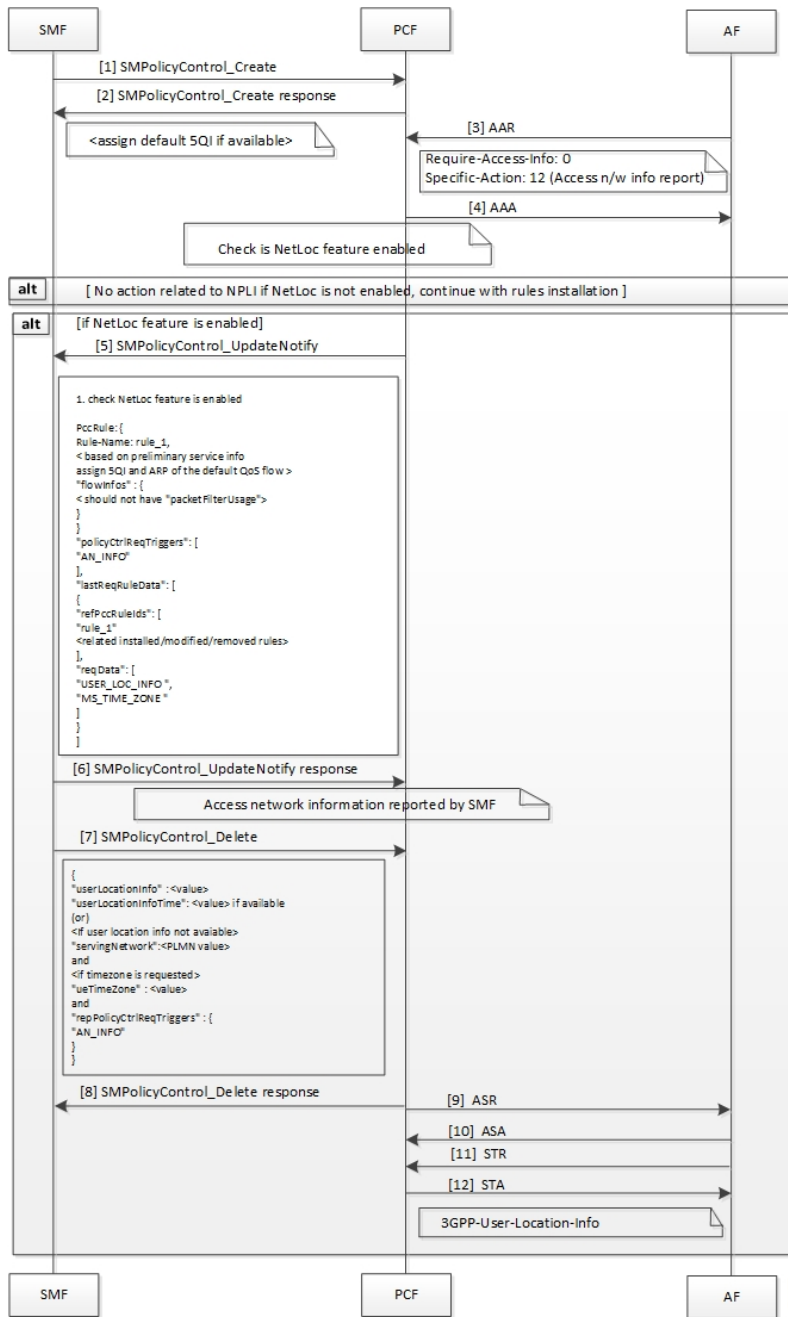 SMF
PCF
AF
[1] SMPolicyControl_Create
[2] SMPolicyControl_Create response
<assign default 5QI if available>
[3] AAR
Require-Access-Info: 0
Specific-Action: 12 (Access n/w info report)
[4] AAA
Check is NetLoc feature enabled
alt
[ No action related to NPLI if NetLoc is not enabled, continue with rules installation ]
alt
[if NetLoc feature is enabled]
[5] SMPolicyControl_UpdateNotify
1. check NetLoc feature is enabled
PccRule: {
Rule-Name: rule_1,
< based on preliminary service info
assign 5QI and ARP of the default QoS flow >
"flowInfos" : {
< should not have "packetFilterUsage">
}
}
"policyCtrlReqTriggers": [
"AN_INFO"
],
"lastReqRuleData": [
{
"refPccRuleIds": [
"rule_1"
<related installed/modified/removed rules>
],
"reqData": [
"USER_LOC_INFO ",
"MS_TIME_ZONE "
]
}
]
[6] SMPolicyControl_UpdateNotify response
Access network information reported by SMF
[7] SMPolicyControl_Delete
{
"userLocationInfo" :<value>
"userLocationInfoTime": <value> if available
(or)
<If user location info not avaiable>
"servingNetwork":<PLMN value>
and
<if timezone is requested>
"ueTimeZone" : <value>
and
"repPolicyCtrlReqTriggers" : {
"AN_INFO"
}
}
[8] SMPolicyControl_Delete response
[9] ASR
[10] ASA
[11] STR
[12] STA
3GPP-User-Location-Info
SMF
PCF
AF